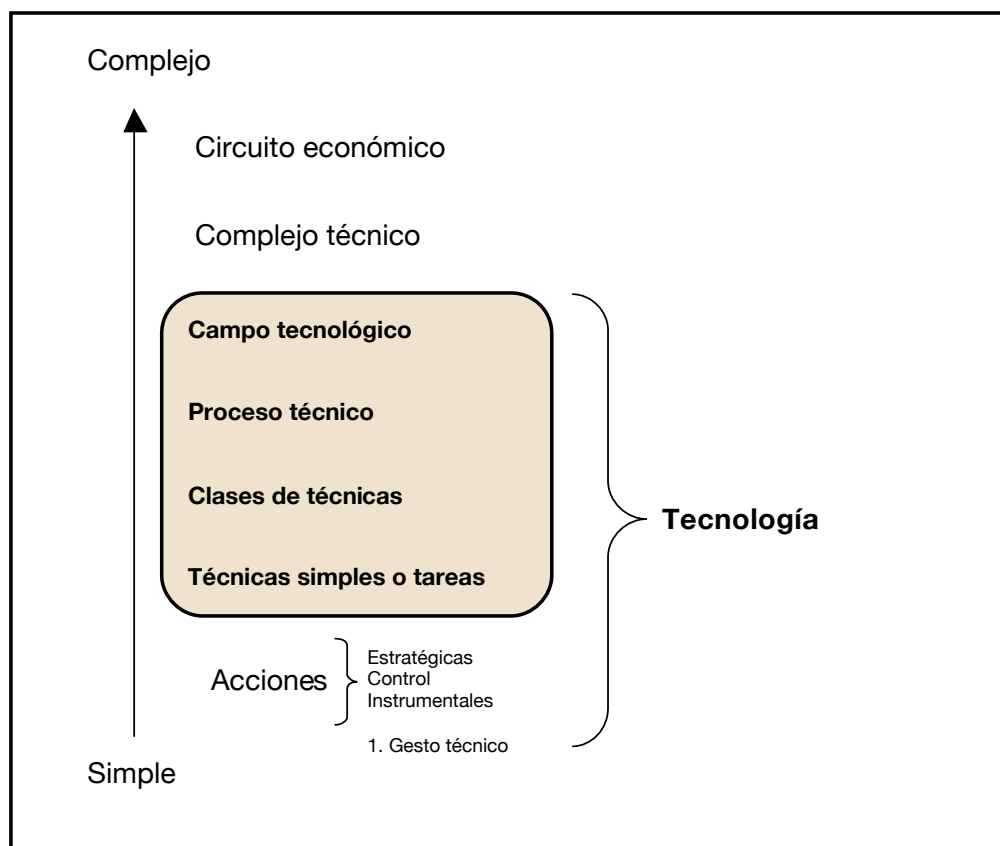 Complejo
Circuito económico
Complejo técnico
Campo tecnológico
Proceso técnico
Clases de técnicas
Tecnología
Técnicas simples o tareas
Acciones
Estratégicas
Control
Instrumentales
1. Gesto técnico
Simple